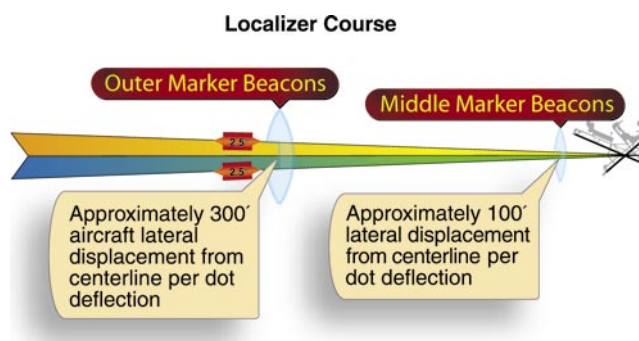 Localizer Course
Outer Marker Beacons
Middle Marker Beacons
2.5
2.5
Approximately 300′
aircraft lateral
displacement from
centerline per dot
deflection
Approximately 100′
lateral displacement
from centerline per
dot deflection